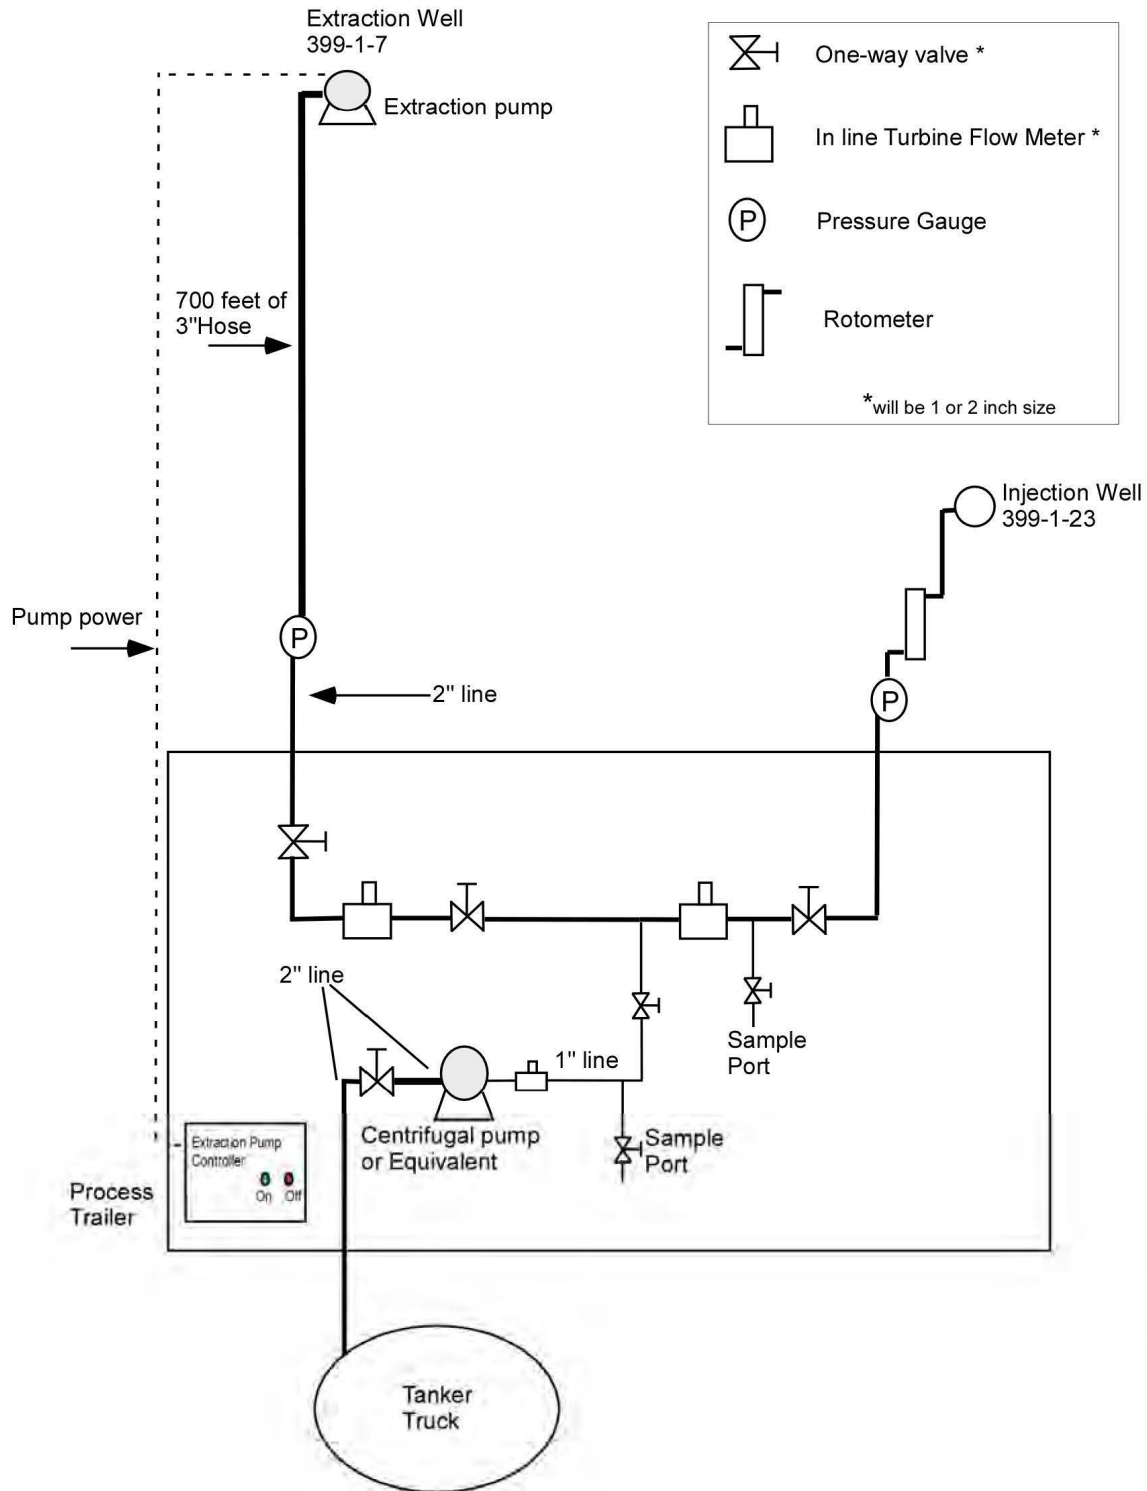 Extraction Well
399-1-7
Extraction pump
One-way valve *
In line Turbine Flow Meter *
P
Pressure Gauge
Rotometer
*will be 1 or 2 inch size
700 feet of
3"Hose
Injection Well
399-1-23
Pump power
P
2" line
P
2" line
Sample
Port
1" line
Centrifugal pump
or Equivalent
Sample
Port
Extraction Pump
Controller
On Off
Process
Trailer
Tanker
Truck